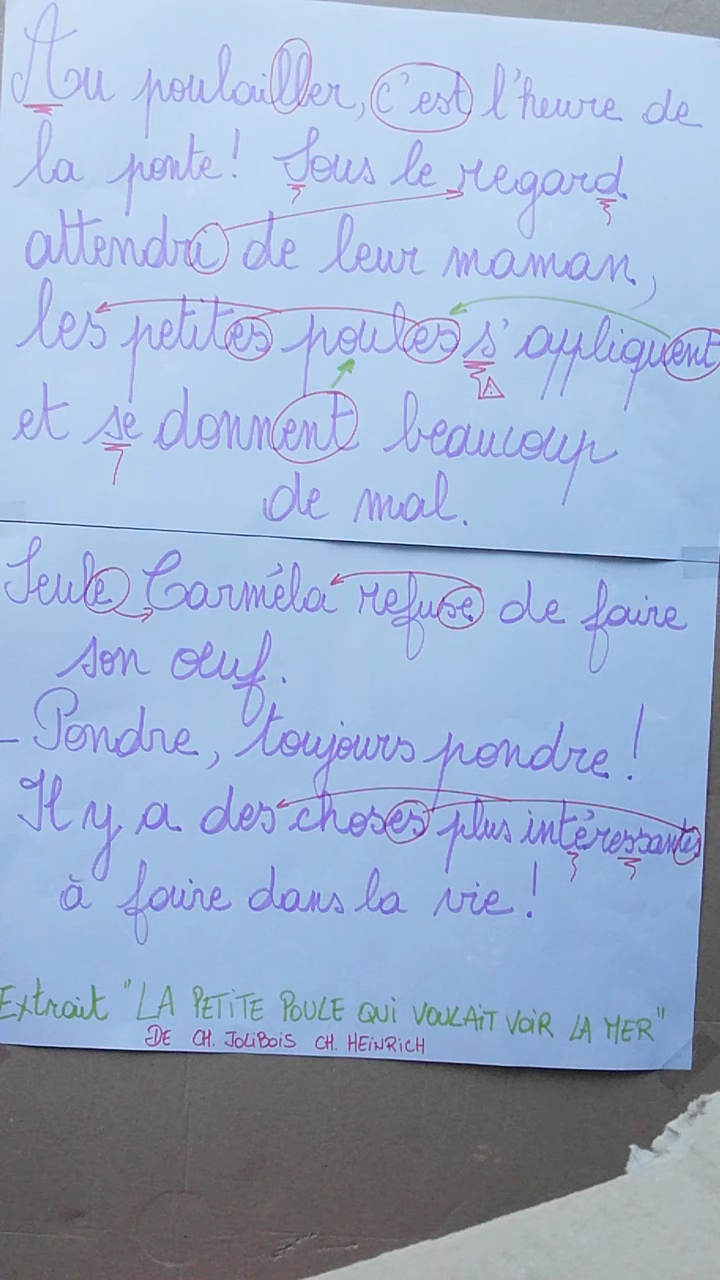 Au poulailler, c'est l'heure de
la ponte! Sous le regard
attendri de leur maman,
les petites poules s'appliquent
et se donnent beaucoup
de mal.
Seule Carméla refuse de faire
son œuf.
- Pondre, toujours pondre!
Il y a des choses plus intéressantes
à faire dans la vie!
Extrait "LA PETITE POULE QUI VOULAIT VOIR LA MER"
DE CH. JOLIBOIS CH. HEINRICH